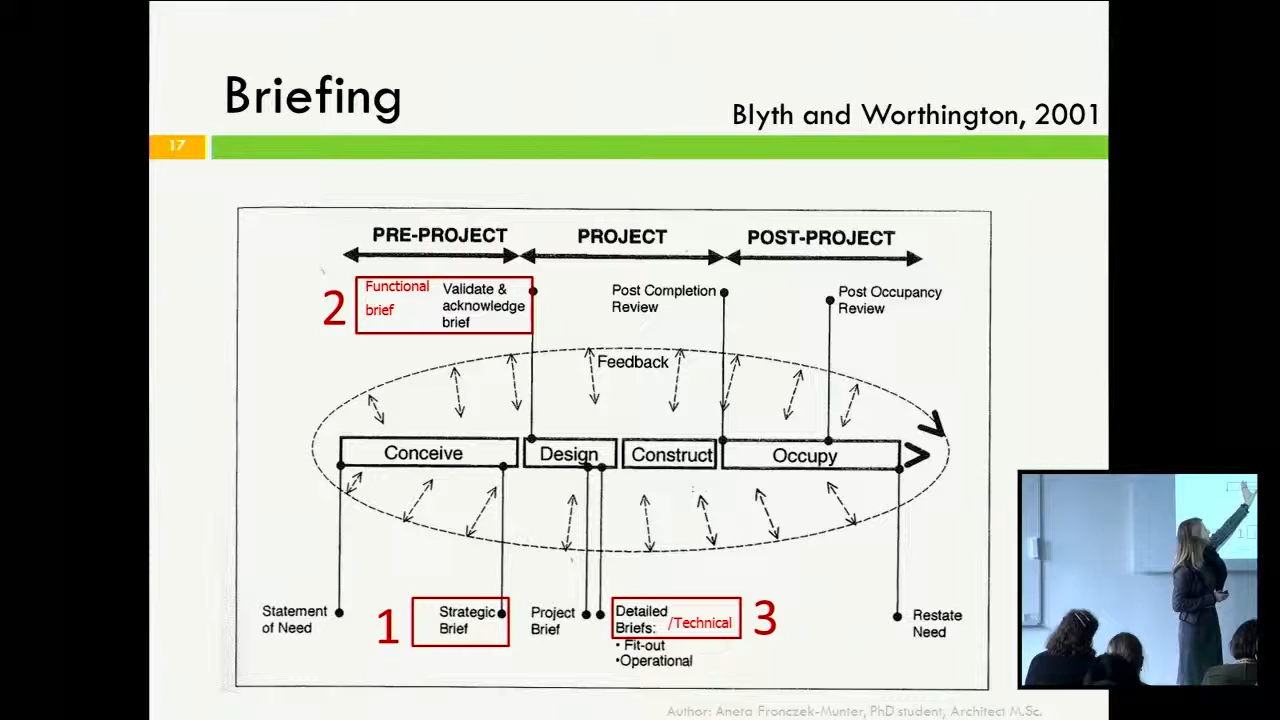 Briefing
Blyth and Worthington, 2001
17
PRE-PROJECT
PROJECT
POST-PROJECT
2
Functional
brief
Validate &
acknowledge
brief
Post Completion
Review
Post Occupancy
Review
Feedback
Conceive
Design
Construct
Occupy
Statement
of Need
1
Strategic
Brief
Project
Brief
Detailed
Briefs: /Technical
• Fit-out
•Operational
3
Restate
Need
Author: Aneta Fronczek-Munter, PhD student, Architect M.Sc.